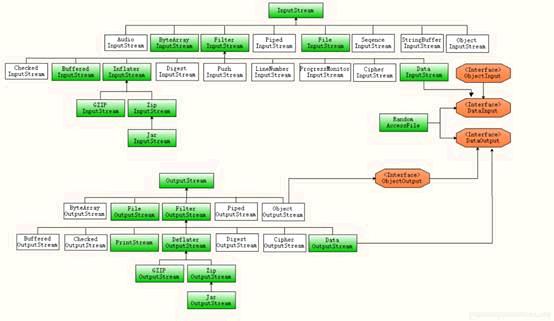 InputStream
Audio
InputStream
ByteArray
InputStream
Filter
InputStream
Piped
InputStream
File
InputStream
Seqence
InputStream
StringBuffer
InputStream
Object
InputStream
Checked
InputStream
Buffered
InputStream
Inflater
InputStream
Digest
InputStream
Push
InputStream
LineNumber
InputStream
ProgressMonitor
InputStream
Cipher
InputStream
Data
InputStream
<Interface>
ObjectInput
GZIP
InputStream
Zip
InputStream
<Interface>
DataInput
Random
AccessFile
Jar
InputStream
<Interface>
DataOutput
OutputStream
<Interface>
ObjectOutput
ByteArray
OutputStream
File
OutputStream
Filter
OutputStream
Piped
OutputStream
Object
OutputStream
Buffered
OutputStream
Checked
OutputStream
PrintStream
Deflater
OutputStream
Digest
OutputStream
Cipher
OutputStream
Data
OutputStream
GZIP
OutputStream
Zip
OutputStream
Jar
OutputStream